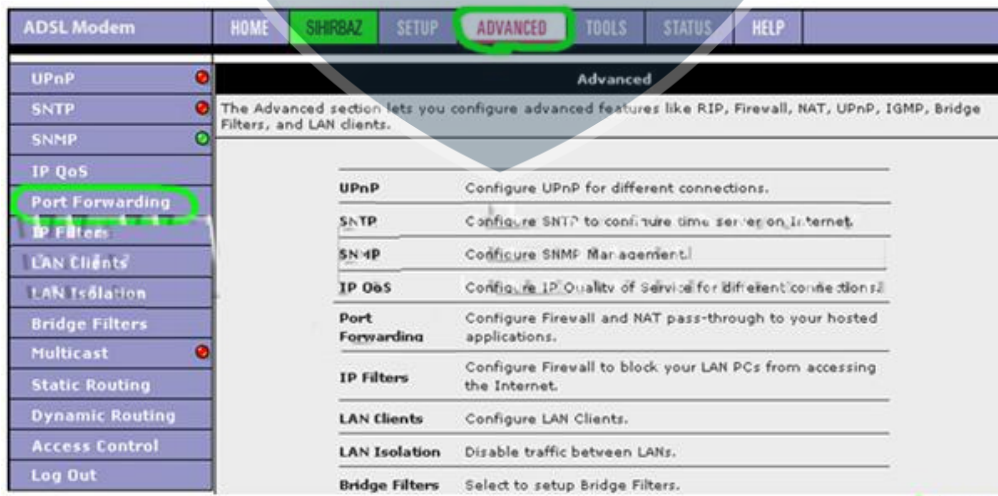 ADSL Modem
HOME SIHIRBAZ SETUP ADVANCED TOOLS STATUS HELP
UPnP
SNTP
SNMP
IP QoS
Port Forwarding
IP Filters
LAN Clients
LAN Isolation
Bridge Filters
Multicast
Static Routing
Dynamic Routing
Access Control
Log Out
Advanced
The Advanced section lets you configure advanced features like RIP, Firewall, NAT, UPnP, IGMP, Bridge
Filters, and LAN clients.
UPnP Configure UPnP for different connections.
SNTP Configure SNTP to configure time server on Internet.
SNMP Configure SNMP Management.
IP QoS Configure IP Quality of Service for different connections.
Port Configure Firewall and NAT pass-through to your hosted
Forwarding applications.
IP Filters Configure Firewall to block your LAN PCs from accessing
the Internet.
LAN Clients Configure LAN Clients.
LAN Isolation Disable traffic between LANs.
Bridge Filters Select to setup Bridge Filters.